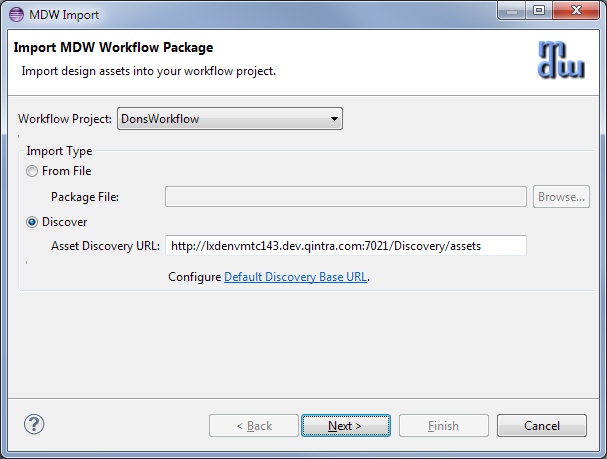 MDW Import
Import MDW Workflow Package
Import design assets into your workflow project.
mdw
Workflow Project: DonsWorkflow
Import Type
From File
Package File: Browse...
Discover
Asset Discovery URL: http://lxdenvmtc143.dev.qintra.com:7021/Discovery/assets
Configure Default Discovery Base URL.
? < Back Next > Finish Cancel